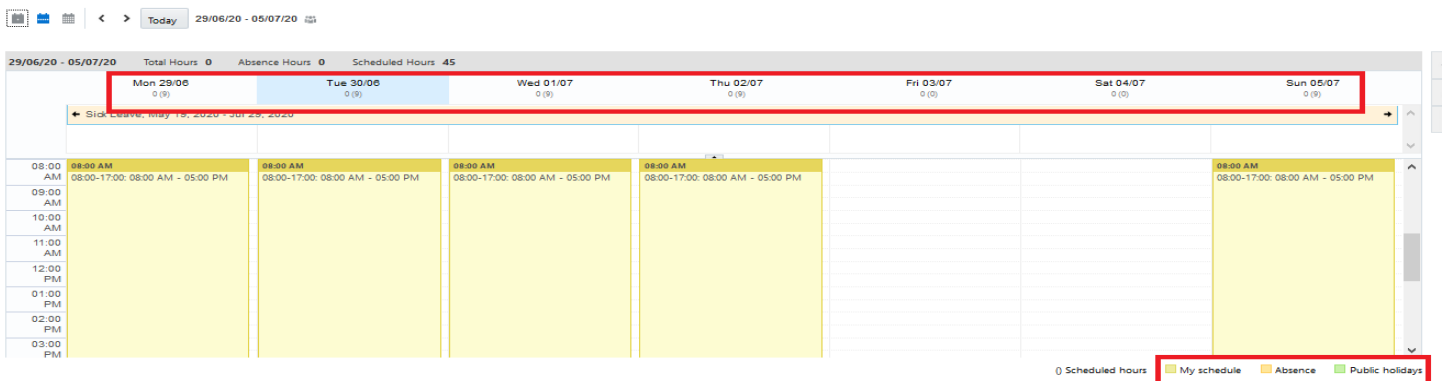 Today 29/06/20 - 05/07/20
29/06/20 - 05/07/20 Total Hours 0 Absence Hours 0 Scheduled Hours 45
Mon 29/06 Tue 30/06 Wed 01/07 Thu 02/07 Fri 03/07 Sat 04/07 Sun 05/07
0 (9) 0 (9) 0 (9) 0 (9) 0 (0) 0 (0) 0 (9)
Sick Leave, May 19, 2020 - Jul 29, 2020
08:00 AM 08:00 AM 08:00 AM 08:00 AM 08:00 AM 08:00 AM
08:00-17:00: 08:00 AM - 05:00 PM 08:00-17:00: 08:00 AM - 05:00 PM 08:00-17:00: 08:00 AM - 05:00 PM 08:00-17:00: 08:00 AM - 05:00 PM 08:00-17:00: 08:00 AM - 05:00 PM
09:00 AM
10:00 AM
11:00 AM
12:00 PM
01:00 PM
02:00 PM
03:00 PM
() Scheduled hours My schedule Absence Public holidays